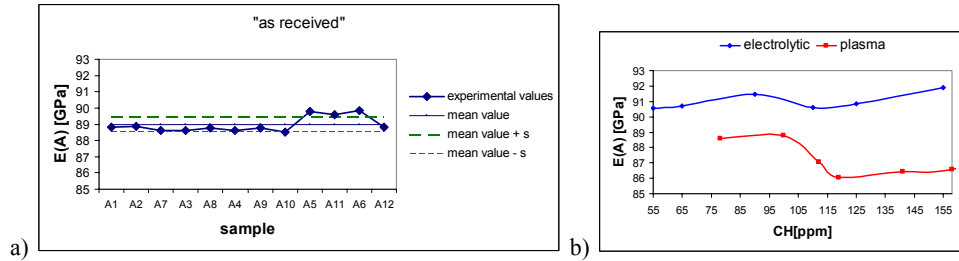 "as received"
E(A) [GPa]
93
92
91
90
89
88
87
86
85
A1 A2 A7 A3 A8 A4 A9 A10 A5 A11 A6 A12
sample
experimental values
mean value
mean value + s
mean value - s
a)
electrolytic plasma
E(A) [GPa]
93
92
91
90
89
88
87
86
85
55 65 75 85 95 105 115 125 135 145 155
CH[ppm]
b)